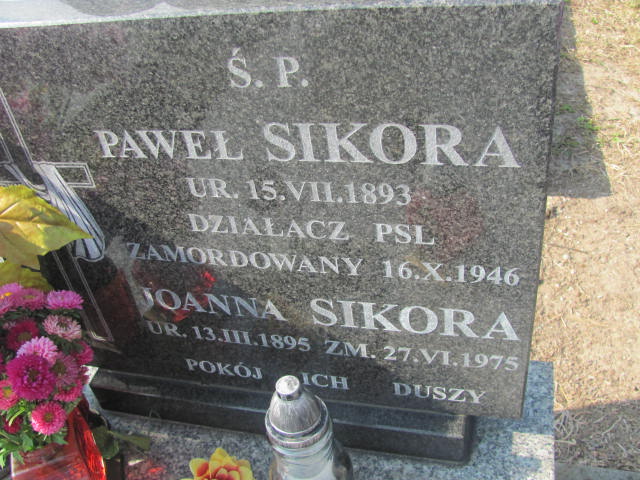 Ś. P.
PAWEŁ SIKORA
UR. 15.VII.1893
DZIAŁACZ PSL
ZAMORDOWANY 16.X.1946
JOANNA SIKORA
UR. 13.III.1895 ZM. 27.VI.1975
POKÓJ ICH DUSZY